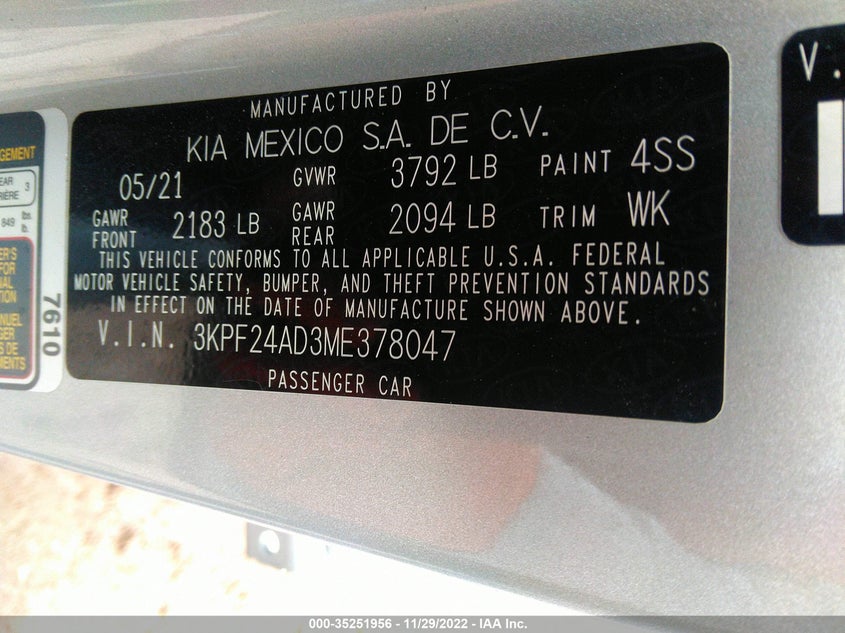 MANUFACTURED BY
KIA MEXICO S.A. DE C.V.
05/21 GVWR 3792 LB PAINT 4SS
GAWR FRONT 2183 LB GAWR REAR 2094 LB TRIM WK
THIS VEHICLE CONFORMS TO ALL APPLICABLE U.S.A. FEDERAL
MOTOR VEHICLE SAFETY, BUMPER, AND THEFT PREVENTION STANDARDS
IN EFFECT ON THE DATE OF MANUFACTURE SHOWN ABOVE.
V.I.N. 3KPF24AD3ME378047
PASSENGER CAR
7610
3
849 lbs.
V.
000-35251956 - 11/29/2022 - IAA Inc.